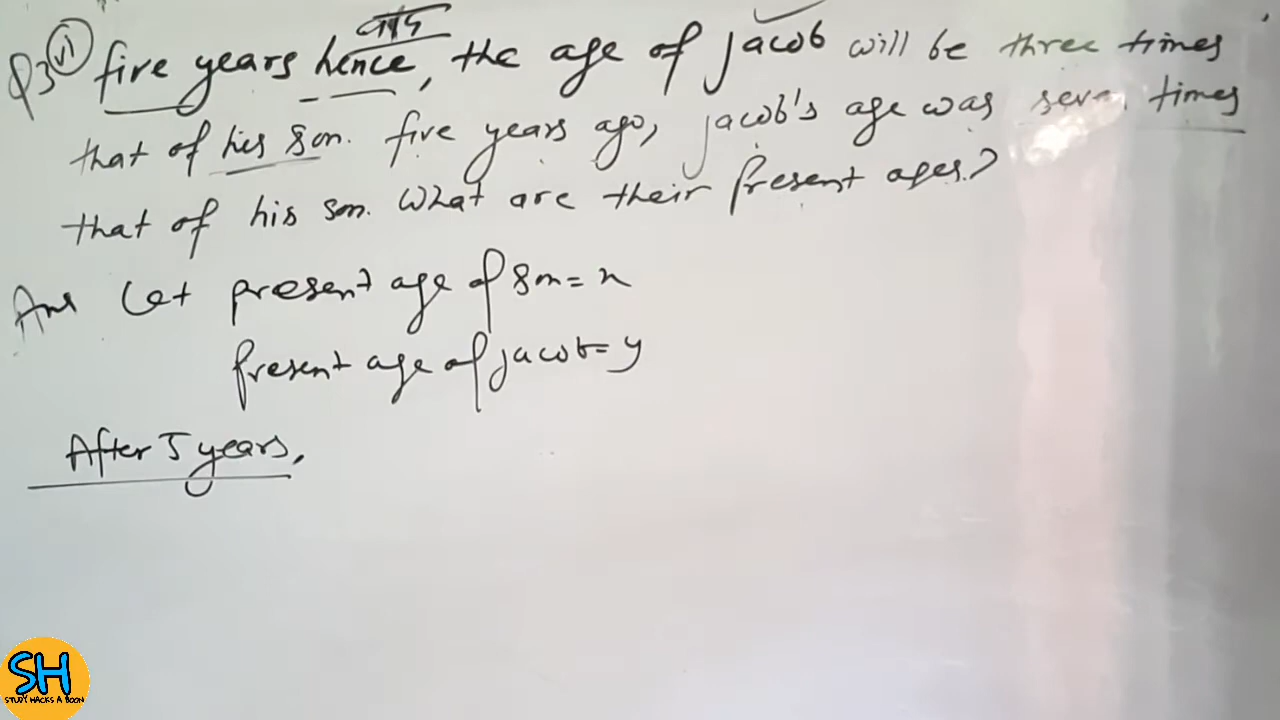 Q3 (vi) five years hence, the age of Jacob will be three times
that of his son. five years ago, Jacob's age was seven times
that of his son. What are their present ages?
Ans Let present age of son = x
present age of Jacob = y
After 5 years,
SH
STUDY HACKS A BOON